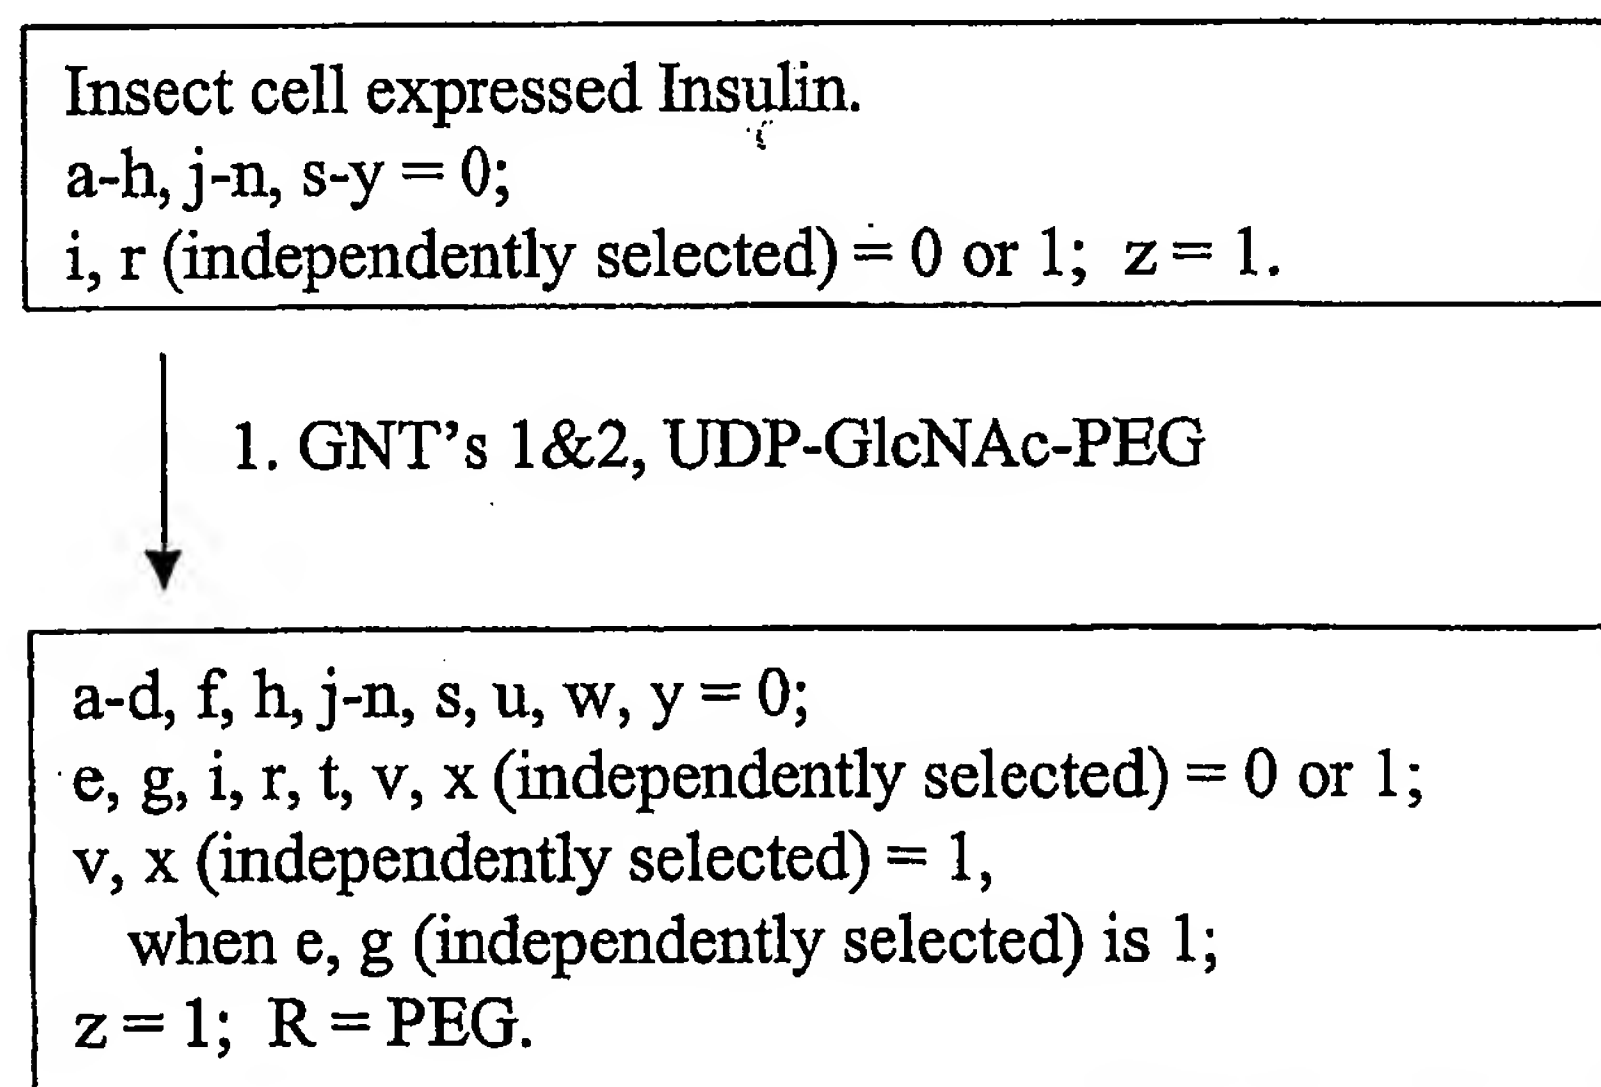 Insect cell expressed Insulin.
a-h, j-n, s-y = 0;
i, r (independently selected) = 0 or 1; z = 1.
1. GNT's 1&2, UDP-GlcNAc-PEG
a-d, f, h, j-n, s, u, w, y = 0;
e, g, i, r, t, v, x (independently selected) = 0 or 1;
v, x (independently selected) = 1,
when e, g (independently selected) is 1;
z = 1; R = PEG.